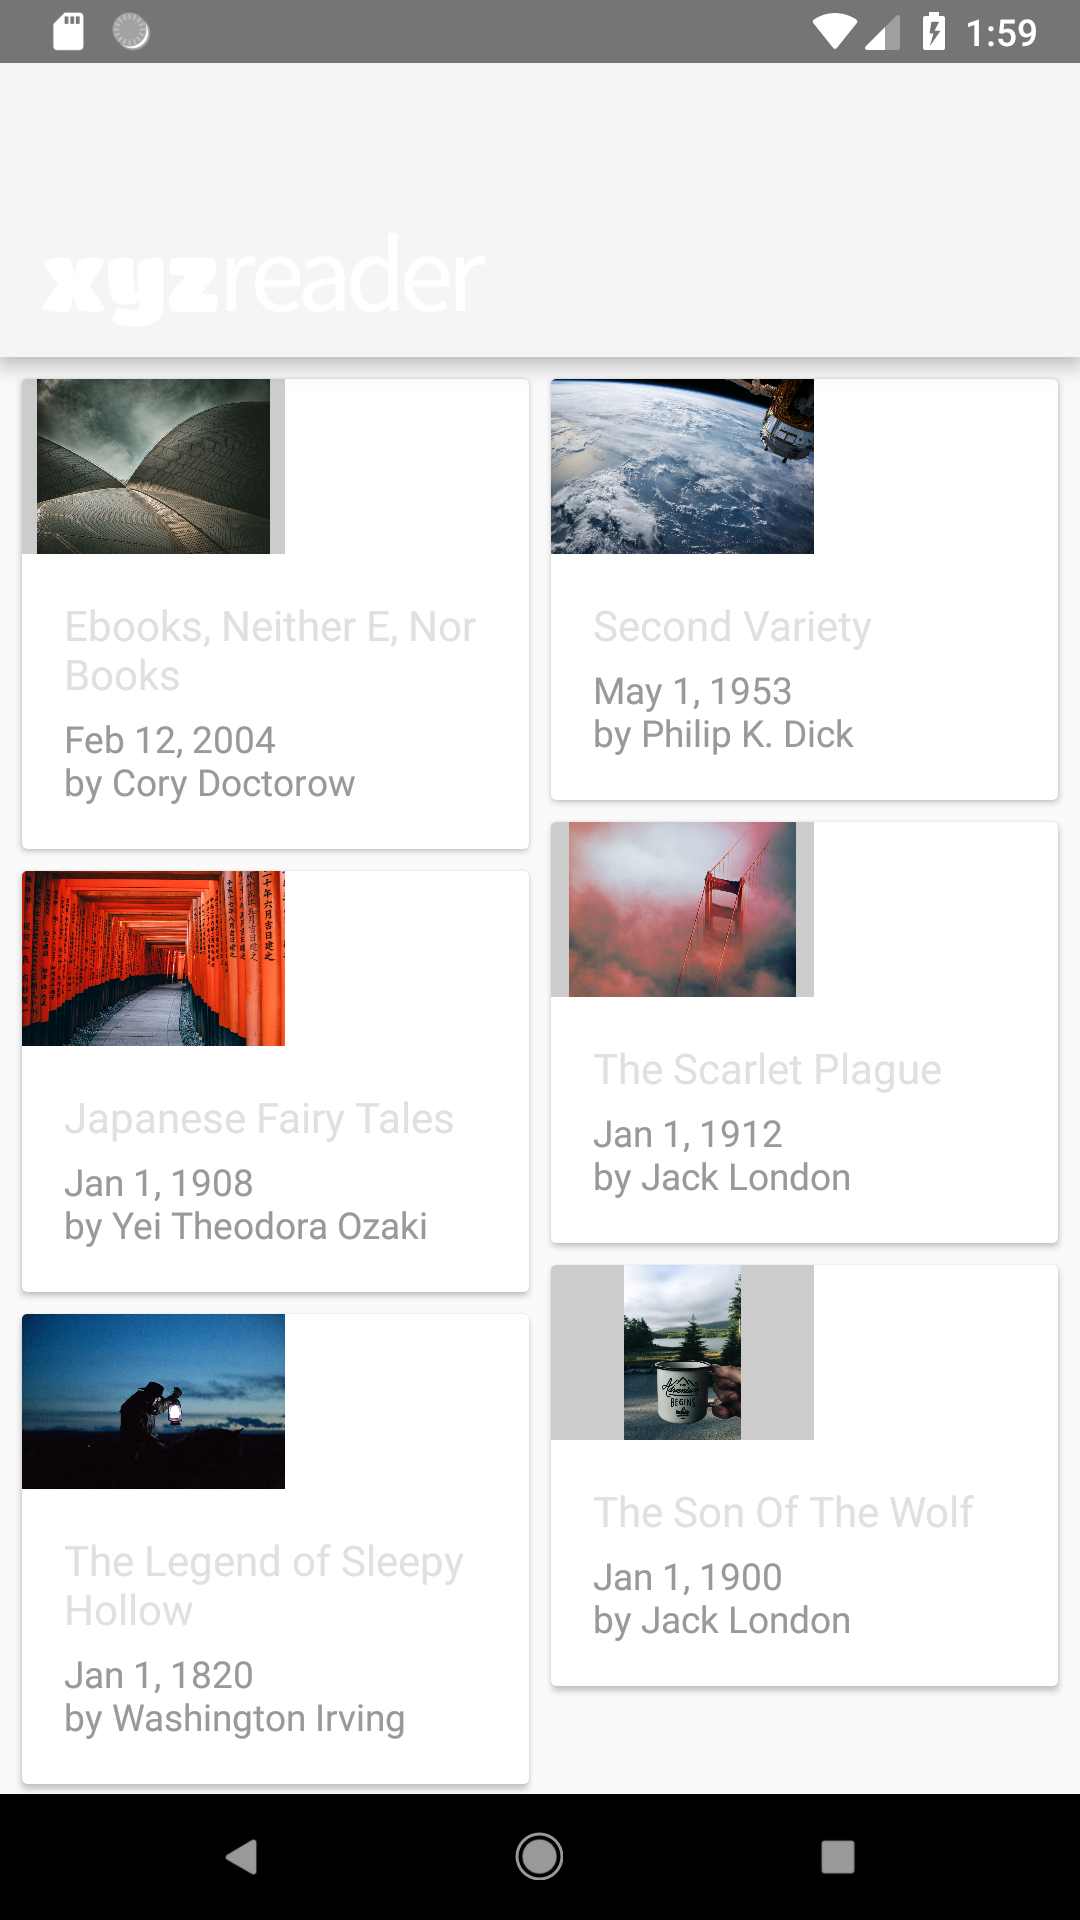 1:59
xyzreader
Ebooks, Neither E, Nor
Books
Feb 12, 2004
by Cory Doctorow
Second Variety
May 1, 1953
by Philip K. Dick
Japanese Fairy Tales
Jan 1, 1908
by Yei Theodora Ozaki
The Scarlet Plague
Jan 1, 1912
by Jack London
The Legend of Sleepy
Hollow
Jan 1, 1820
by Washington Irving
Adventure
BEGINS
The Son Of The Wolf
Jan 1, 1900
by Jack London